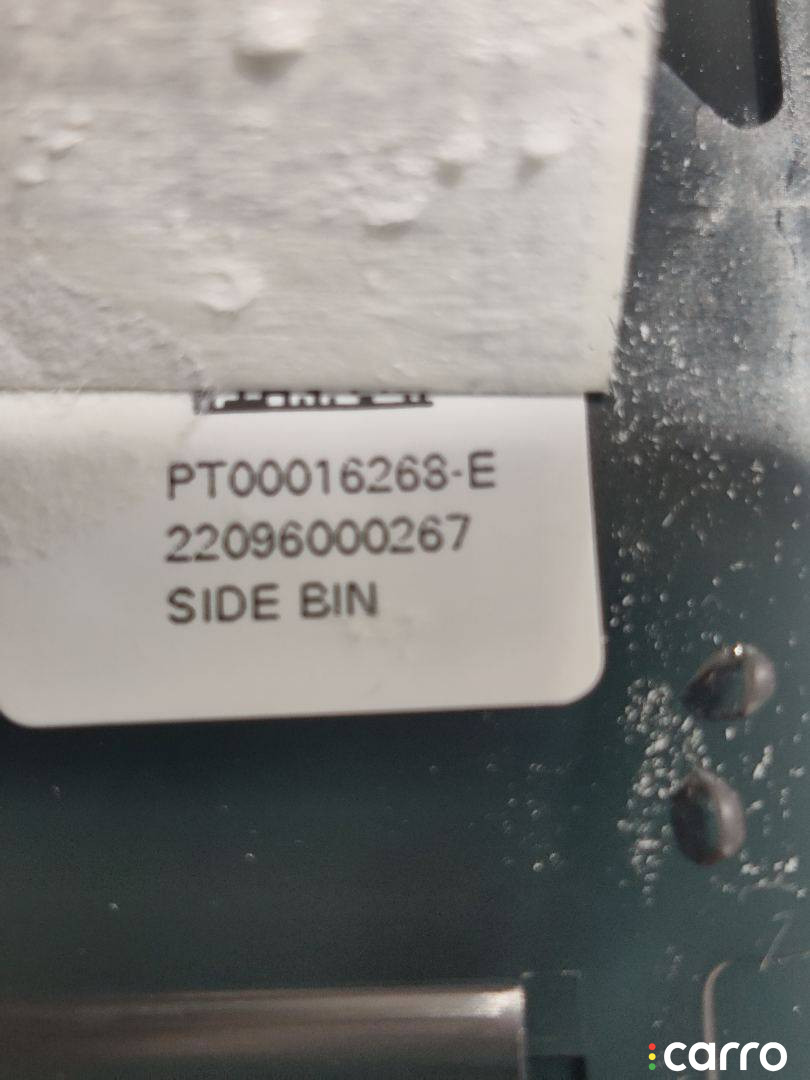 PT00016268-E
22096000267
SIDE BIN
carro